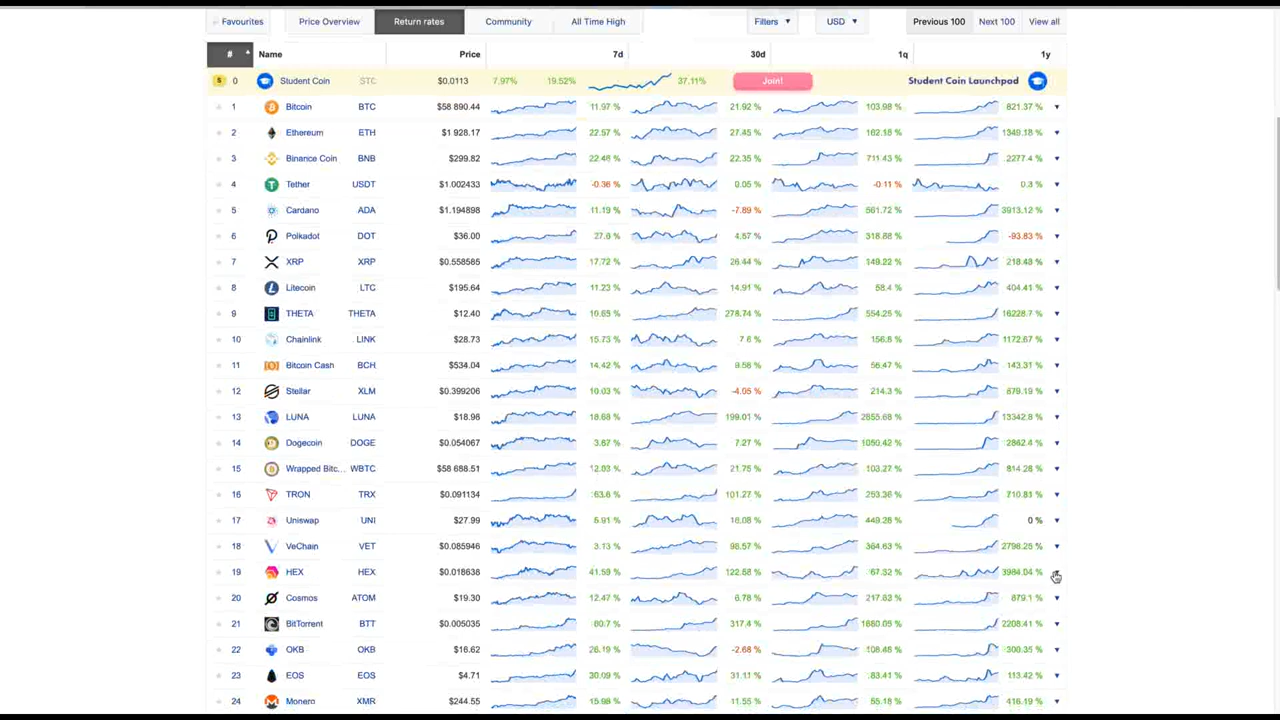 Favourites Price Overview Return rates Community All Time High Filters ▼ USD ▼ Previous 100 Next 100 View all
# Name Price 7d 30d 1q 1y
S 0 Student Coin STC $0.0113 7.97% 19.52% 37.11% Join! Student Coin Launchpad
1 Bitcoin BTC $58 890.44 11.97 % 21.92 % 103.98 % 821.37 %
2 Ethereum ETH $1 928.17 22.57 % 27.45 % 162.18 % 1349.18 %
3 Binance Coin BNB $299.82 22.48 % 22.35 % 711.43 % 2277.4 %
4 Tether USDT $1.002433 -0.36 % 0.05 % -0.11 % 0.3 %
5 Cardano ADA $1.194898 11.19 % -7.89 % 561.72 % 3913.12 %
6 Polkadot DOT $36.00 27.6 % 4.57 % 318.88 % -93.83 %
7 XRP XRP $0.558585 17.72 % 26.44 % 149.22 % 218.48 %
8 Litecoin LTC $195.64 11.23 % 14.91 % 58.4 % 404.41 %
9 THETA THETA $12.40 10.65 % 278.74 % 554.25 % 16228.7 %
10 Chainlink LINK $28.73 15.73 % 7.6 % 156.8 % 1172.67 %
11 Bitcoin Cash BCH $534.04 14.42 % 8.56 % 56.47 % 143.31 %
12 Stellar XLM $0.399206 10.03 % -4.05 % 214.3 % 879.19 %
13 LUNA LUNA $18.98 18.68 % 199.01 % 2855.68 % 13342.8 %
14 Dogecoin DOGE $0.054067 3.67 % 7.27 % 1050.42 % 2862.4 %
15 Wrapped Bitc... WBTC $58 688.51 12.03 % 21.75 % 103.27 % 814.28 %
16 TRON TRX $0.091134 63.6 % 101.27 % 253.36 % 710.81 %
17 Uniswap UNI $27.99 5.91 % 16.08 % 449.28 % 0 %
18 VeChain VET $0.085946 3.13 % 98.57 % 364.63 % 2798.25 %
19 HEX HEX $0.018638 41.59 % 122.58 % 67.32 % 3984.04 %
20 Cosmos ATOM $19.30 12.47 % 6.78 % 217.83 % 879.1 %
21 BitTorrent BTT $0.005035 80.7 % 317.4 % 1680.05 % 2208.41 %
22 OKB OKB $16.62 26.19 % -2.68 % 108.48 % 300.35 %
23 EOS EOS $4.71 30.09 % 31.11 % 83.41 % 113.42 %
24 Monero XMR $244.55 15.98 % 11.55 % 55.18 % 416.19 %